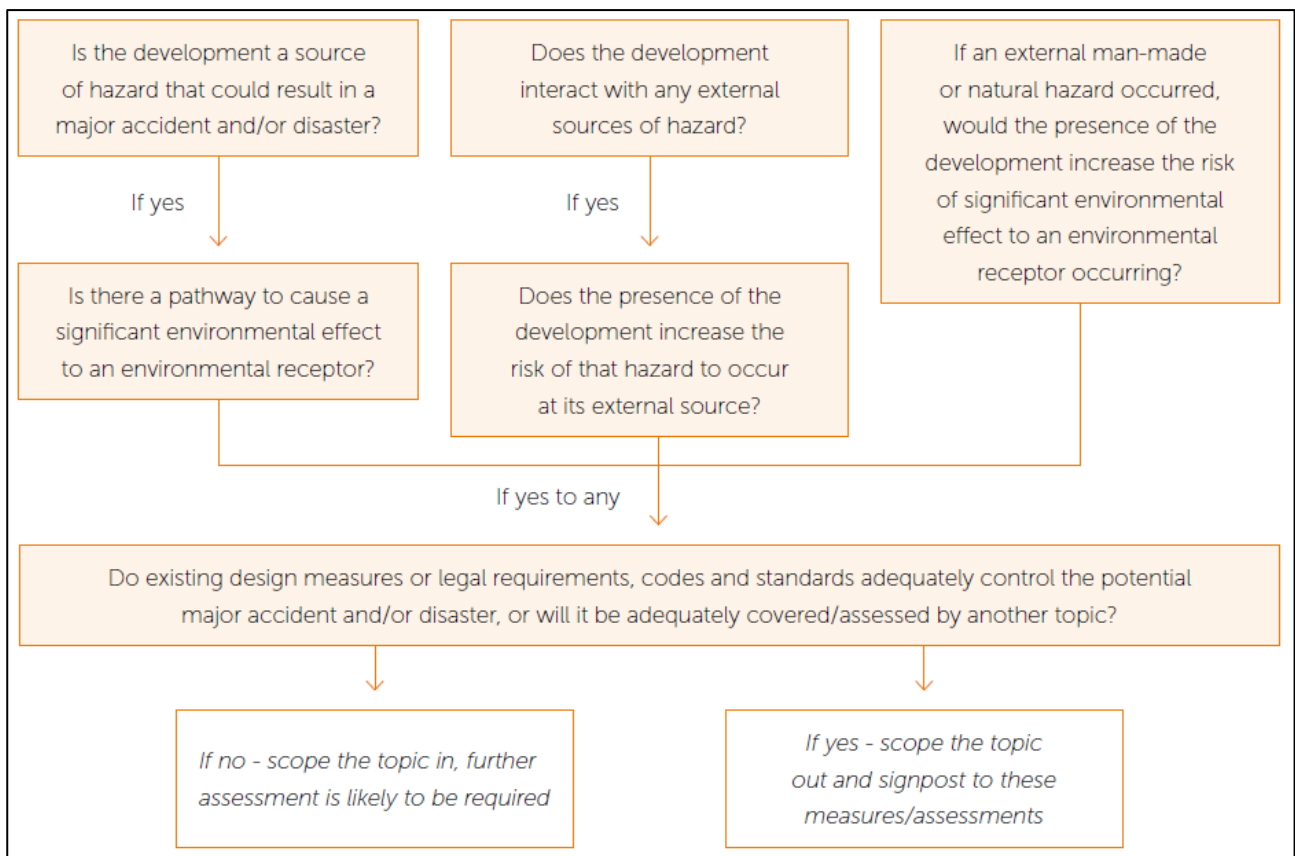 Is the development a source
of hazard that could result in a
major accident and/or disaster?
Does the development
interact with any external
sources of hazard?
If an external man-made
or natural hazard occurred,
would the presence of the
development increase the risk
of significant environmental
effect to an environmental
receptor occurring?
If yes
If yes
Is there a pathway to cause a
significant environmental effect
to an environmental receptor?
Does the presence of the
development increase the
risk of that hazard to occur
at its external source?
If yes to any
Do existing design measures or legal requirements, codes and standards adequately control the potential
major accident and/or disaster, or will it be adequately covered/assessed by another topic?
If no - scope the topic in, further
assessment is likely to be required
If yes - scope the topic
out and signpost to these
measures/assessments